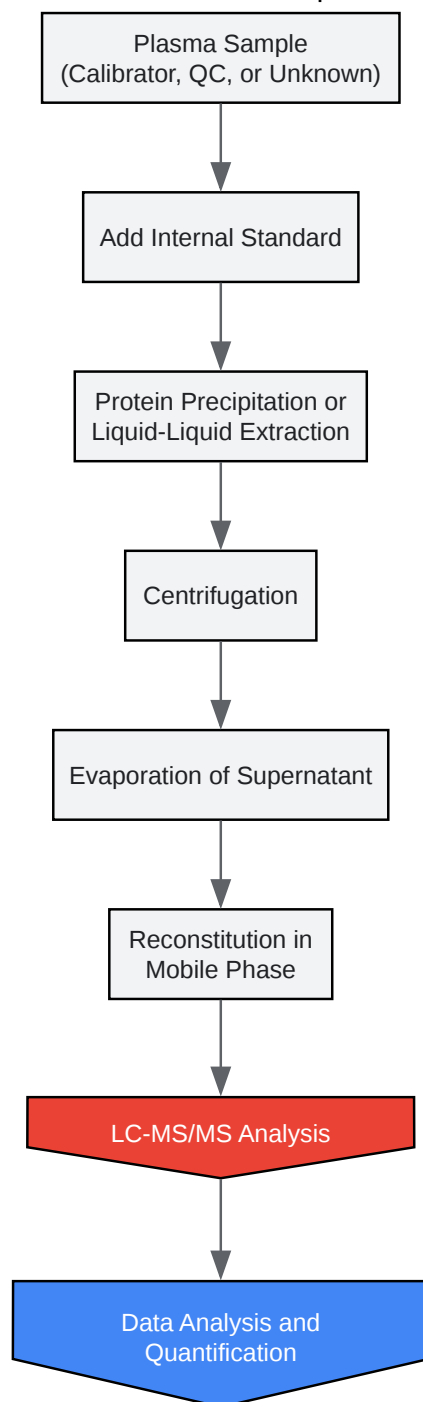 Plasma Sample
(Calibrator, QC, or Unknown)
Add Internal Standard
Protein Precipitation or
Liquid-Liquid Extraction
Centrifugation
Evaporation of Supernatant
Reconstitution in
Mobile Phase
LC-MS/MS Analysis
Data Analysis and
Quantification